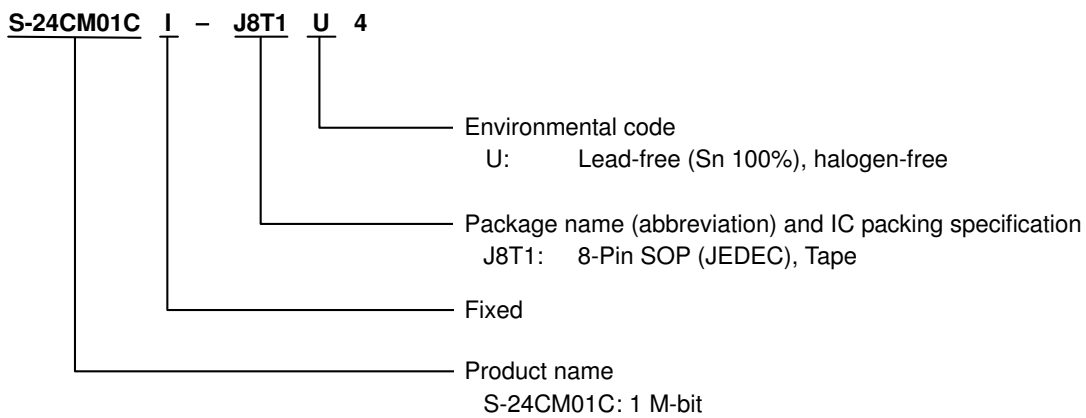 S-24CM01C I – J8T1 U 4
Environmental code
U: Lead-free (Sn 100%), halogen-free
Package name (abbreviation) and IC packing specification
J8T1: 8-Pin SOP (JEDEC), Tape
Fixed
Product name
S-24CM01C: 1 M-bit